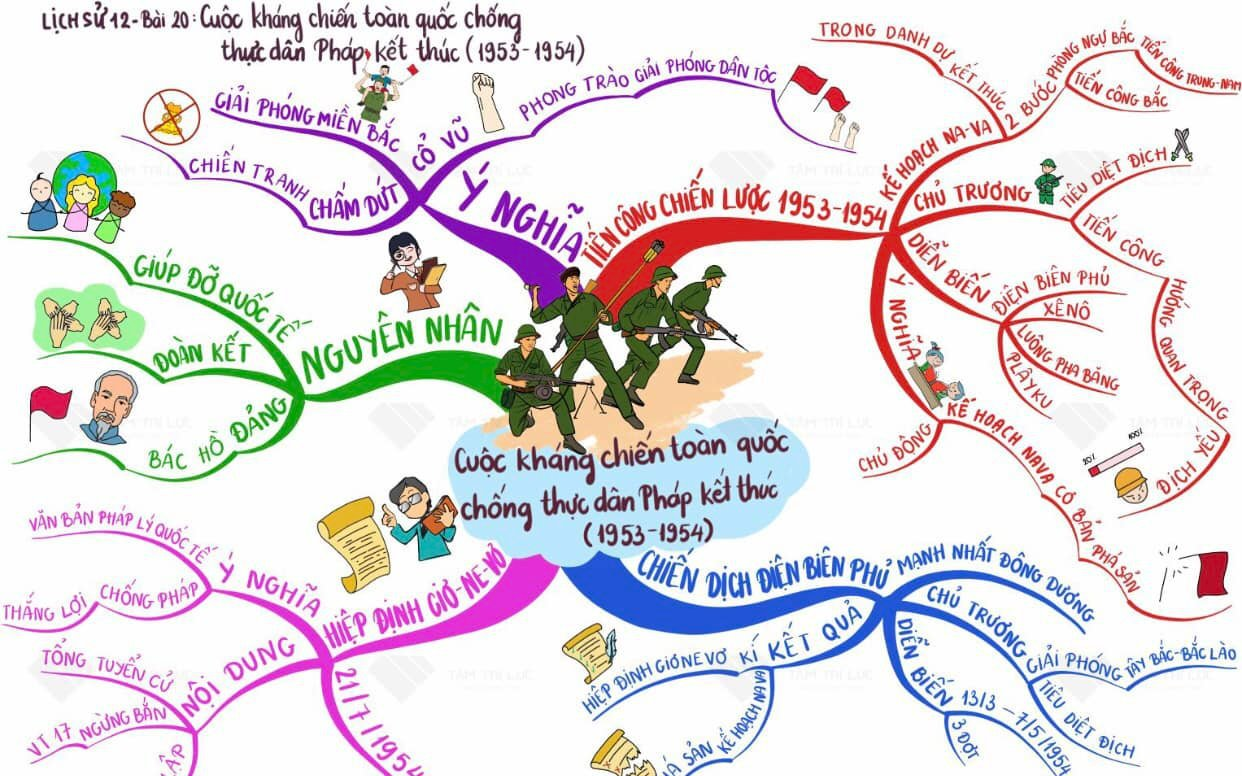 LỊCH SỬ 12 - Bài 20: Cuộc kháng chiến toàn quốc chống
thực dân Pháp kết thúc (1953-1954)
Cuộc kháng chiến toàn quốc
chống thực dân Pháp kết thúc
(1953-1954)
TIẾN CÔNG CHIẾN LƯỢC 1953-1954
KẾ HOẠCH NA-VA
TRONG DANH DỰ KẾT THÚC
2 BƯỚC
PHÒNG NGỰ BẮC TIẾN CÔNG TRUNG-NAM
TIẾN CÔNG BẮC
CHỦ TRƯƠNG
TIÊU DIỆT ĐỊCH
TIẾN CÔNG
HƯỚNG QUAN TRỌNG
ĐỊCH YẾU
20%
100%
DIỄN BIẾN
ĐIỆN BIÊN PHỦ
XÊNÔ
LUÔNG PHA BĂNG
PLÂYKU
Ý NGHĨA
CHỦ ĐỘNG
KẾ HOẠCH NAVA CƠ BẢN PHÁ SẢN
CHIẾN DỊCH ĐIỆN BIÊN PHỦ
MẠNH NHẤT ĐÔNG DƯƠNG
CHỦ TRƯƠNG
GIẢI PHÓNG TÂY BẮC-BẮC LÀO
TIÊU DIỆT ĐỊCH
DIỄN BIẾN
13/3 - 7/5/1954
3 ĐỢT
KẾT QUẢ
KÍ HIỆP ĐỊNH GIƠNEVƠ
SẢN KẾ HOẠCH NAVA
HIỆP ĐỊNH GIƠ-NE-VƠ
21/7/1954
NỘI DUNG
TỔNG TUYỂN CỬ
VT 17 NGỪNG BẮN
Ý NGHĨA
VĂN BẢN PHÁP LÝ QUỐC TẾ
THẮNG LỢI CHỐNG PHÁP
NGUYÊN NHÂN
GIÚP ĐỠ QUỐC TẾ
ĐOÀN KẾT
BÁC HỒ ĐẢNG
Ý NGHĨA
CHẤM DỨT CHIẾN TRANH
GIẢI PHÓNG MIỀN BẮC
CỔ VŨ PHONG TRÀO GIẢI PHÓNG DÂN TỘC
TÂM TRÍ LỰC